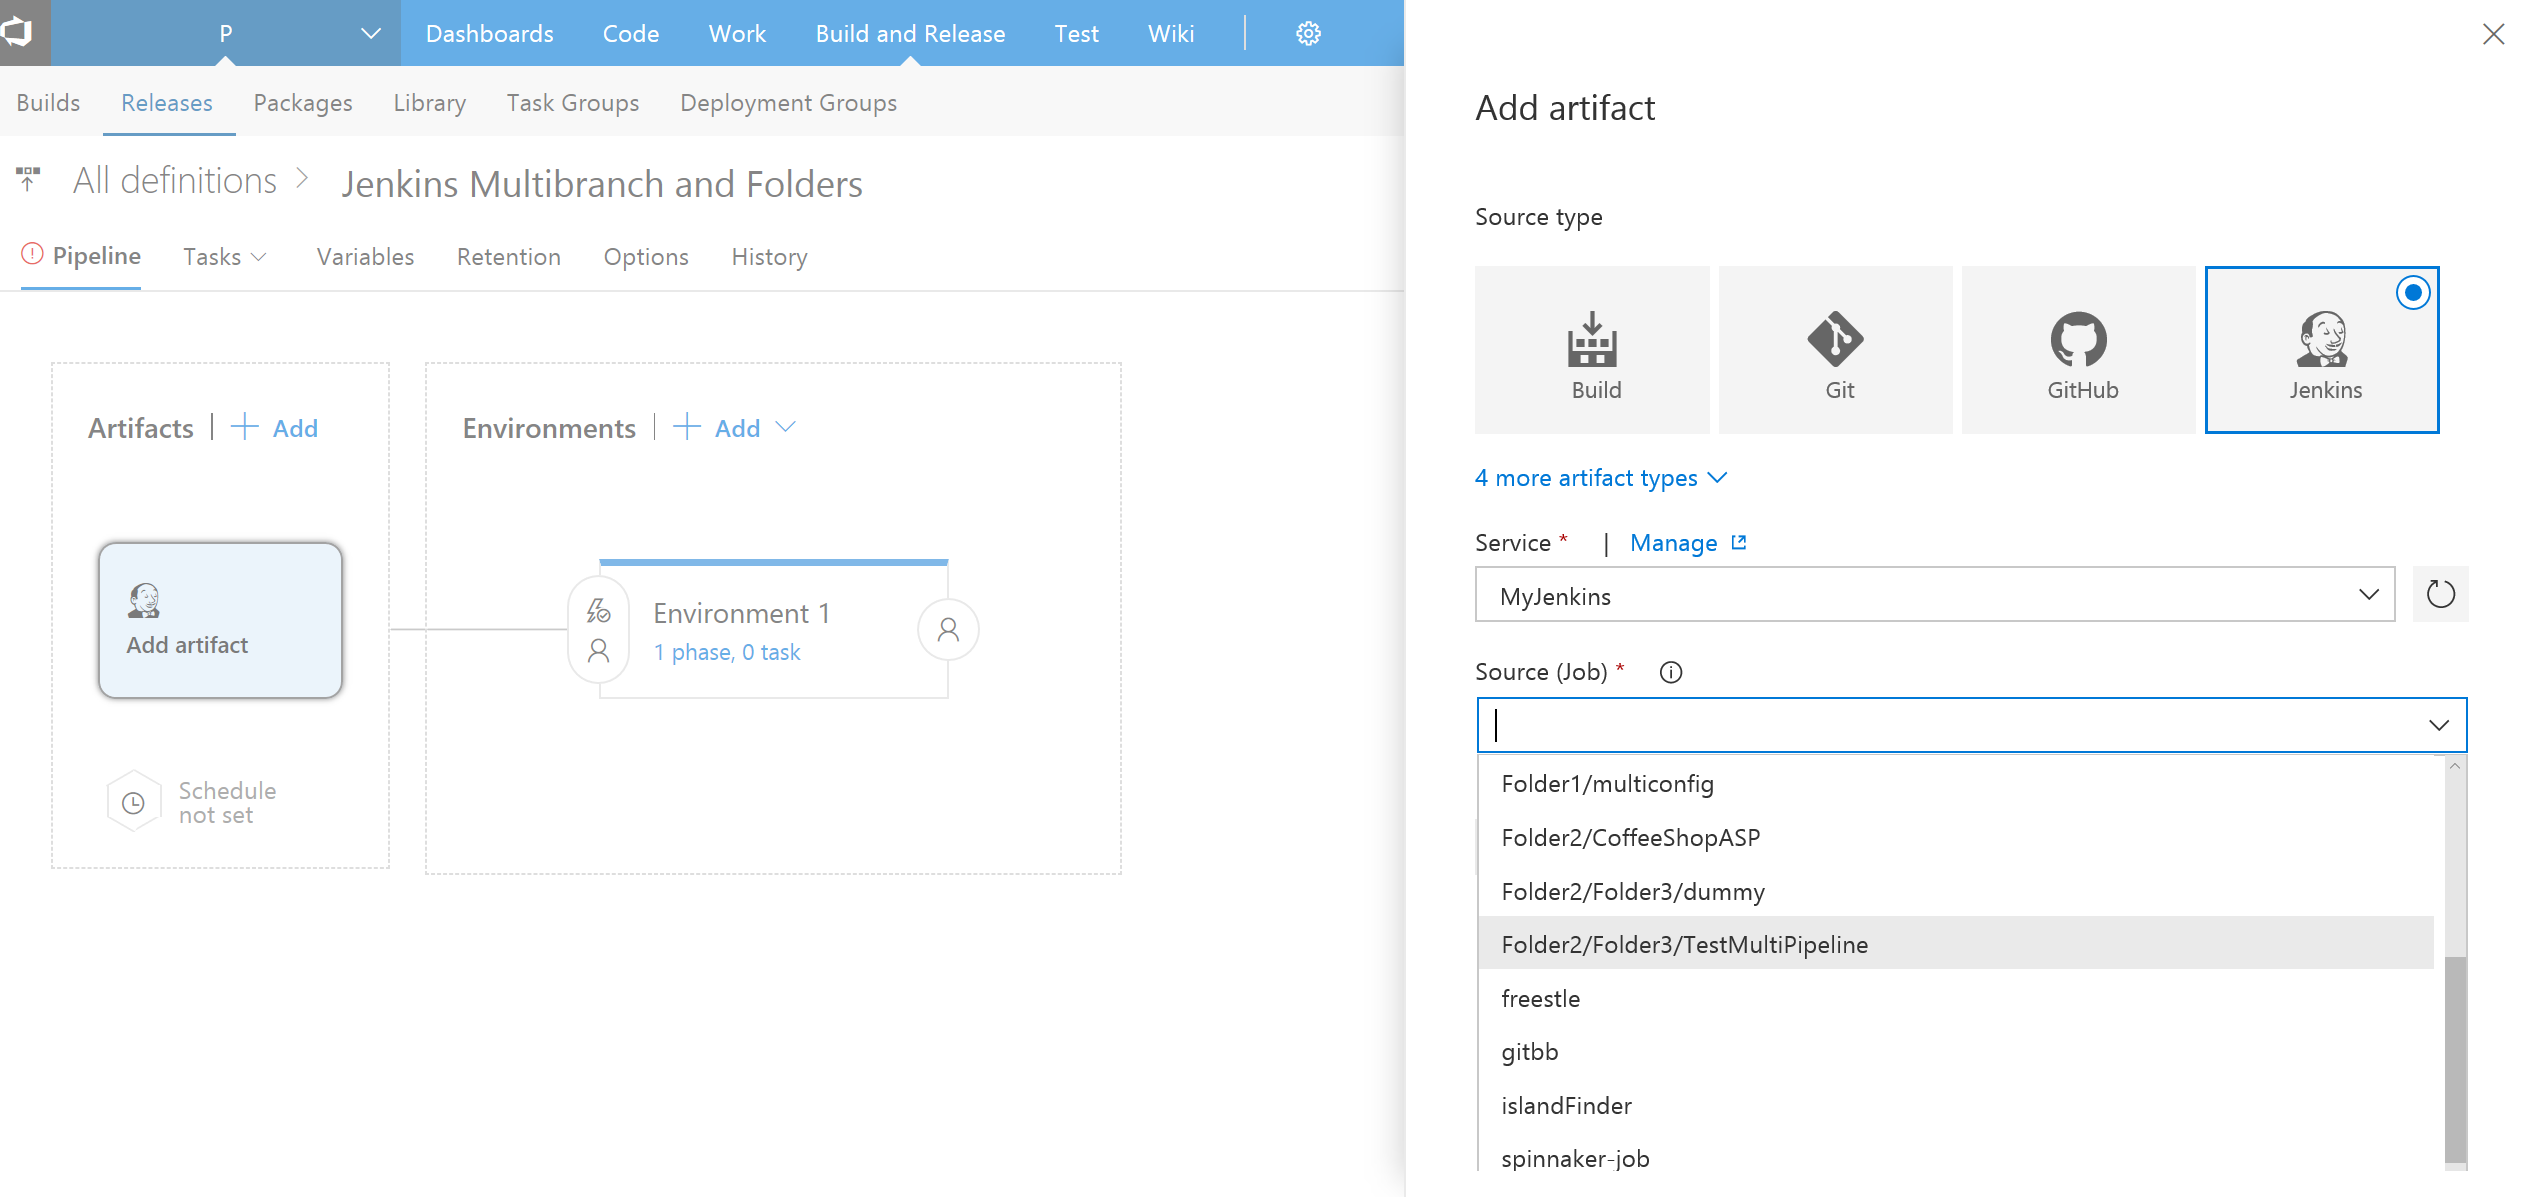 P
Dashboards Code Work Build and Release Test Wiki
Builds Releases Packages Library Task Groups Deployment Groups
All definitions > Jenkins Multibranch and Folders
Pipeline Tasks Variables Retention Options History
Artifacts | + Add
Environments | + Add
Add artifact
Environment 1
1 phase, 0 task
Schedule
not set
Add artifact
Source type
Build Git GitHub Jenkins
4 more artifact types
Service * | Manage
MyJenkins
Source (Job) *
Folder1/multiconfig
Folder2/CoffeeShopASP
Folder2/Folder3/dummy
Folder2/Folder3/TestMultiPipeline
freestle
gitbb
islandFinder
spinnaker-job